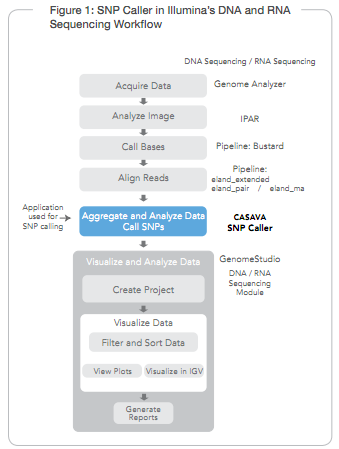 Figure 1: SNP Caller in Illumina's DNA and RNA
Sequencing Workflow
DNA Sequencing / RNA Sequencing
Acquire Data
Genome Analyzer
Analyze Image
IPAR
Call Bases
Pipeline: Bustard
Align Reads
Pipeline:
eland_extended
eland_pair / eland_ma
Application
used for
SNP calling
Aggregate and Analyze Data
Call SNPs
CASAVA
SNP Caller
Visualize and Analyze Data
GenomeStudio
DNA / RNA
Sequencing
Module
Create Project
Visualize Data
Filter and Sort Data
View Plots
Visualize in IGV
Generate
Reports